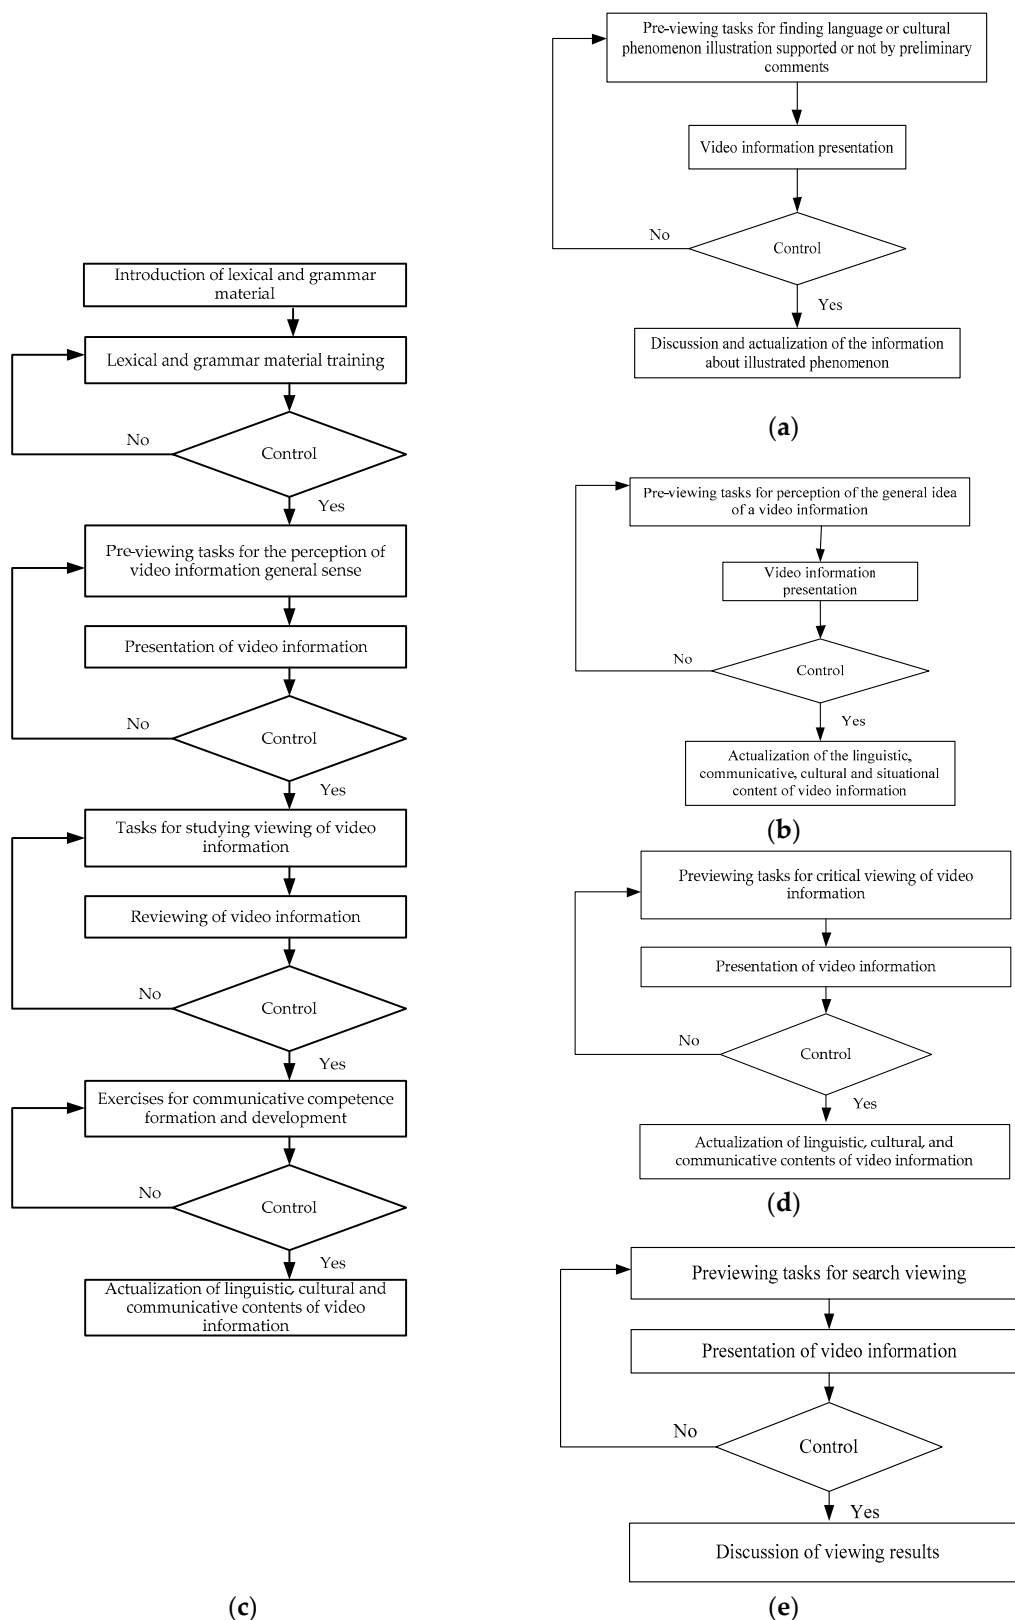 Pre-viewing tasks for finding language or cultural
phenomenon illustration supported or not by preliminary
comments
Video information presentation
No
Control
Yes
Discussion and actualization of the information
about illustrated phenomenon
(a)
Pre-viewing tasks for perception of the general idea
of a video information
Video information
presentation
No
Control
Yes
Actualization of the linguistic,
communicative, cultural and situational
content of video information
(b)
Introduction of lexical and grammar
material
Lexical and grammar material training
No
Control
Yes
Pre-viewing tasks for the perception of
video information general sense
Presentation of video information
No
Control
Yes
Tasks for studying viewing of video
information
Reviewing of video information
No
Control
Yes
Exercises for communicative competence
formation and development
No
Control
Yes
Actualization of linguistic, cultural and
communicative contents of video
information
(c)
Previewing tasks for critical viewing of video
information
Presentation of video information
No
Control
Yes
Actualization of linguistic, cultural, and
communicative contents of video information
(d)
Previewing tasks for search viewing
Presentation of video information
No
Control
Yes
Discussion of viewing results
(e)